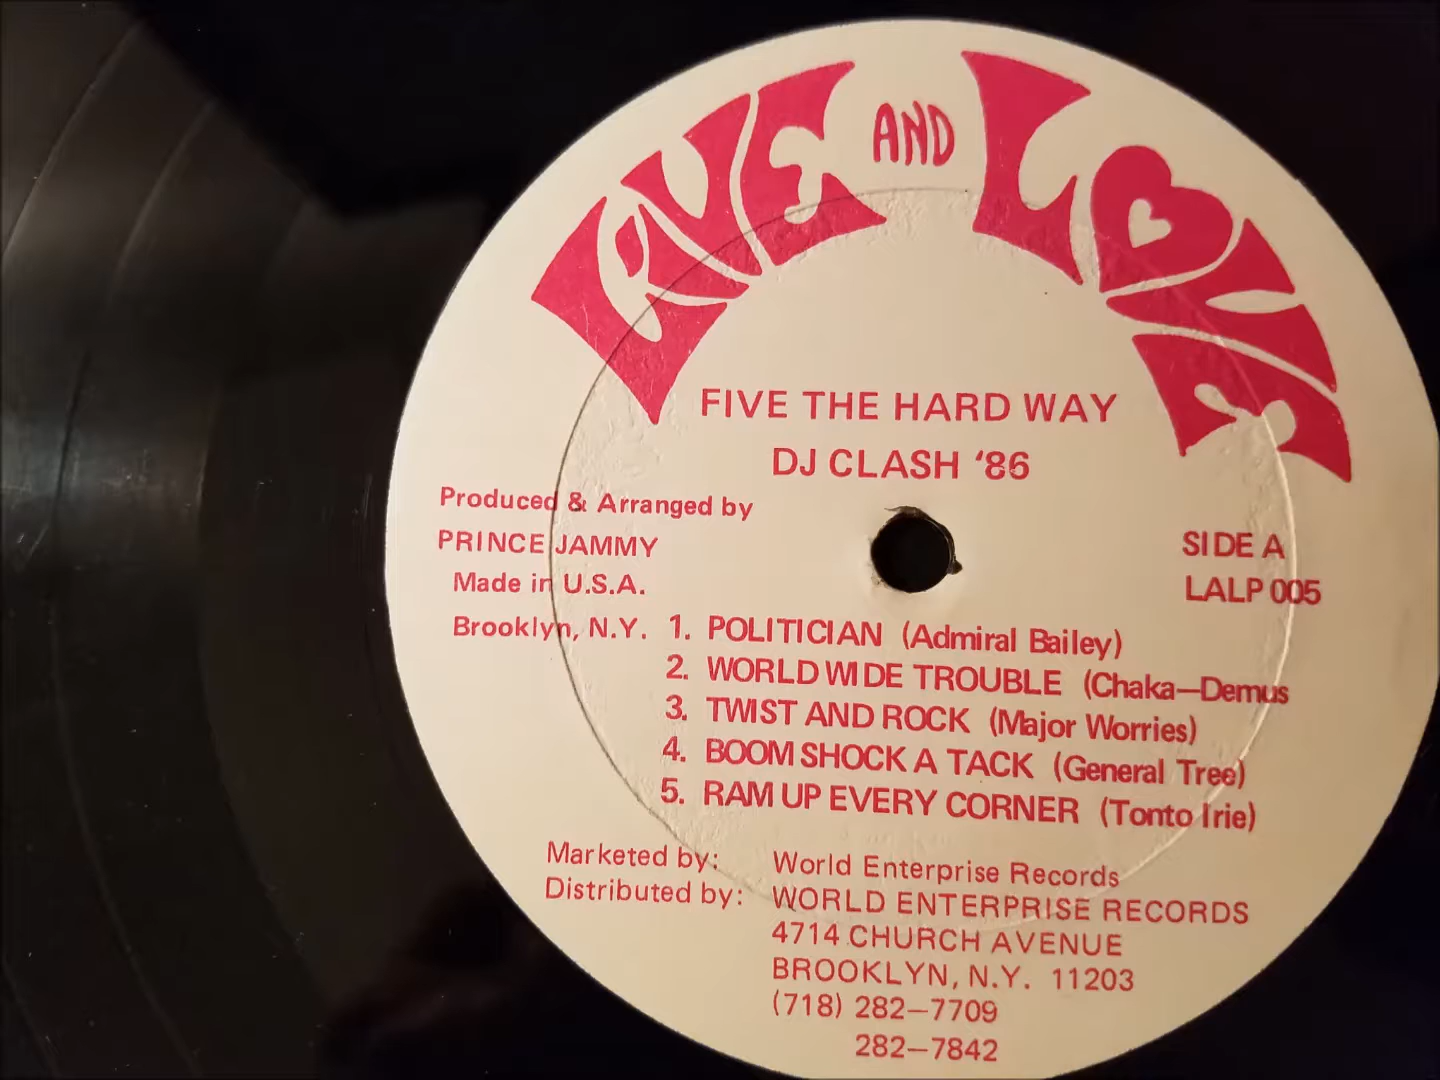 LIVE AND LOVE
FIVE THE HARD WAY
DJ CLASH ‘86
Produced & Arranged by
PRINCE JAMMY
Made in U.S.A.
Brooklyn, N.Y.
SIDE A
LALP 005
1. POLITICIAN (Admiral Bailey)
2. WORLD WIDE TROUBLE (Chaka—Demus
3. TWIST AND ROCK (Major Worries)
4. BOOM SHOCK A TACK (General Tree)
5. RAM UP EVERY CORNER (Tonto Irie)
Marketed by: World Enterprise Records
Distributed by: WORLD ENTERPRISE RECORDS
4714 CHURCH AVENUE
BROOKLYN, N.Y. 11203
(718) 282—7709
282—7842